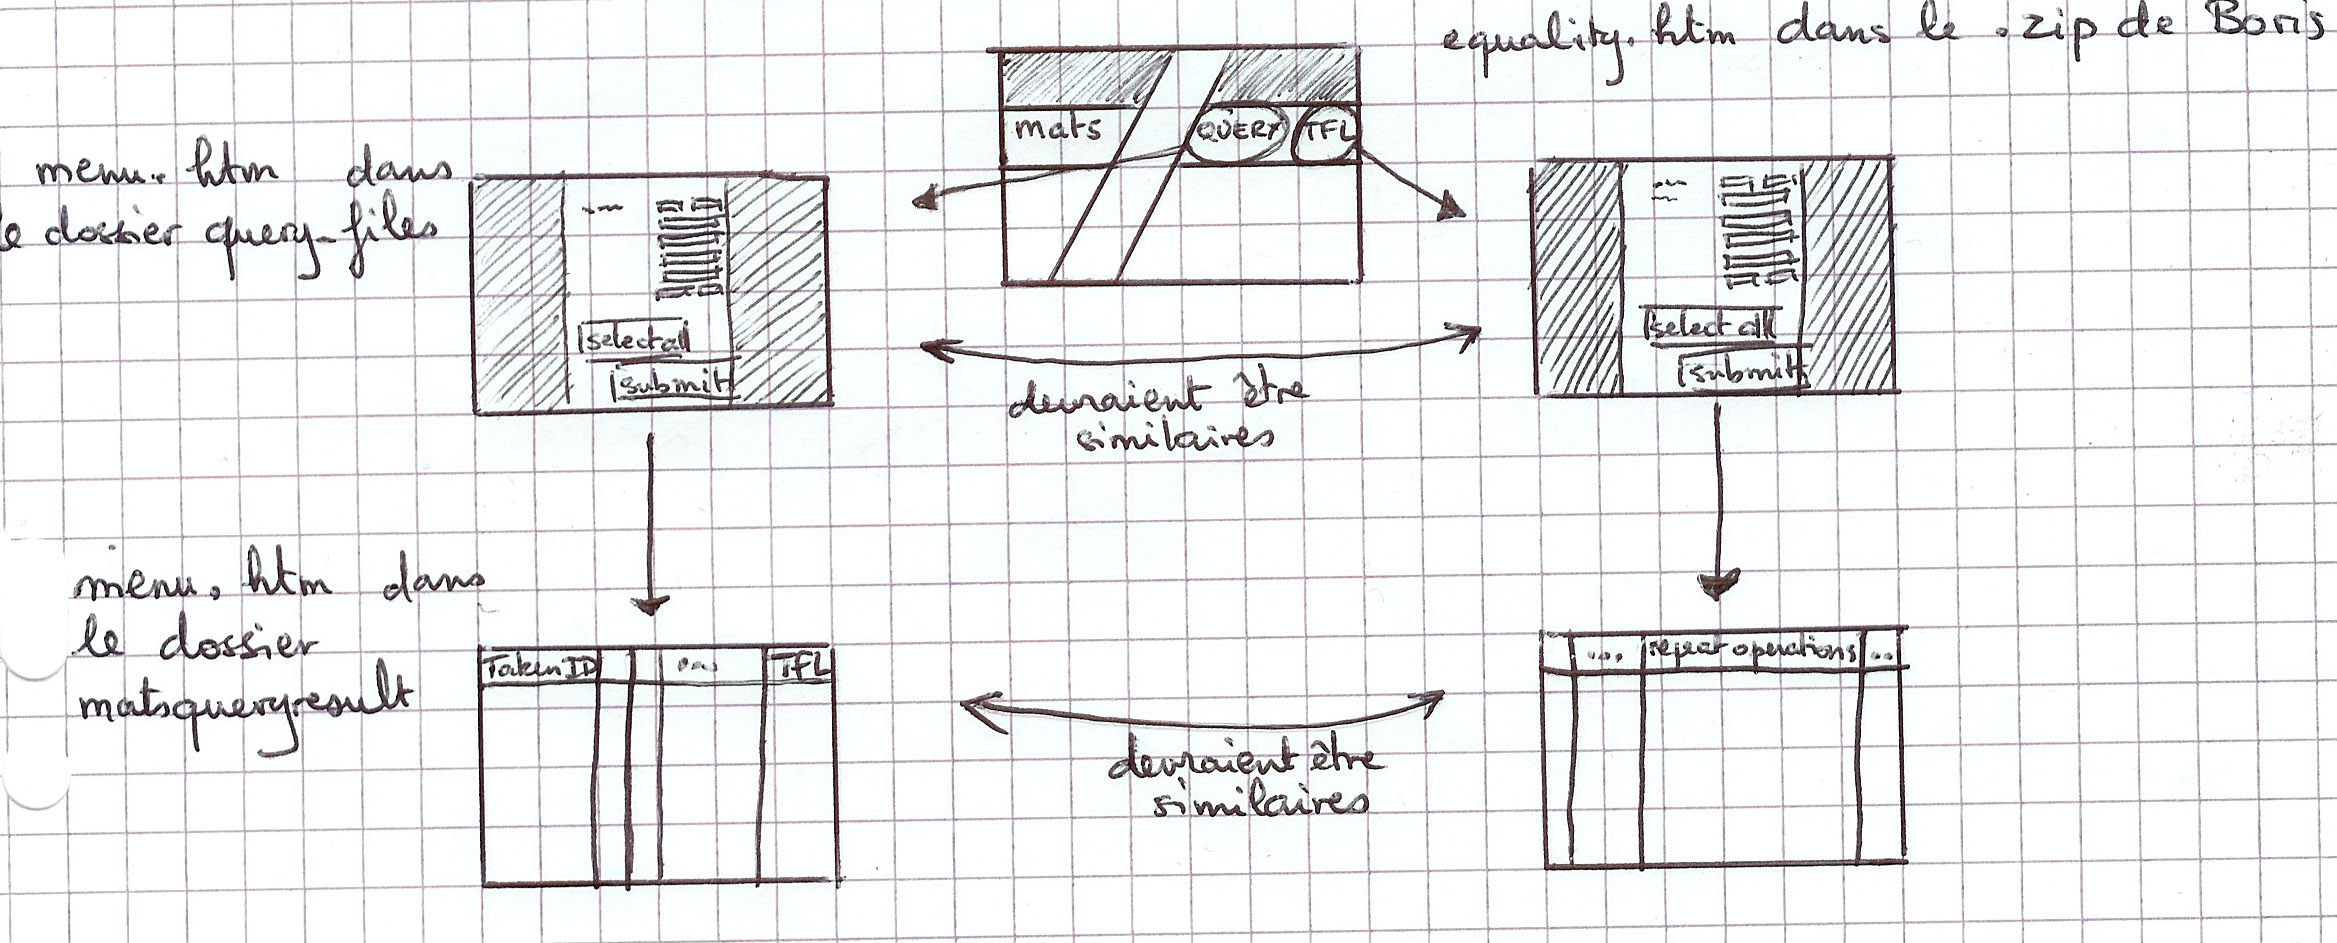 equality.htm dans le .zip de Boris
mats QUERY TFL
menu.htm dans
le dossier query-files
selectall
submit
select all
submit
devraient être
similaires
menu.htm dans
le dossier
matsqueryresult
TakenID ... TFL
... repeat operations ...
devraient être
similaires